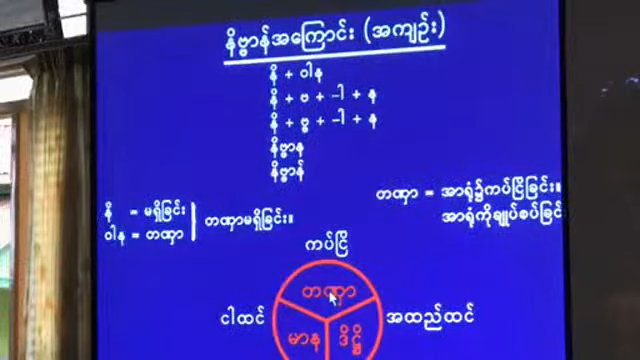 နိဗ္ဗာန်အကြောင်း (အကျဉ်း)
နိ + ဝါန
နိ + ဗ + –ါ + န
နိ + ဗ္ဗ + –ါ + န
နိဗ္ဗာန
နိဗ္ဗာန်
တဏှာ = အာရုံ၌ကပ်ငြိခြင်း။
အာရုံကိုချုပ်စပ်ခြင်း
နိ = မရှိခြင်း
ဝါန = တဏှာ
တဏှာမရှိခြင်း။
ကပ်ငြိ
တဏှာ
ငါထင်
အထည်ထင်
မာန
ဒိဋ္ဌိ